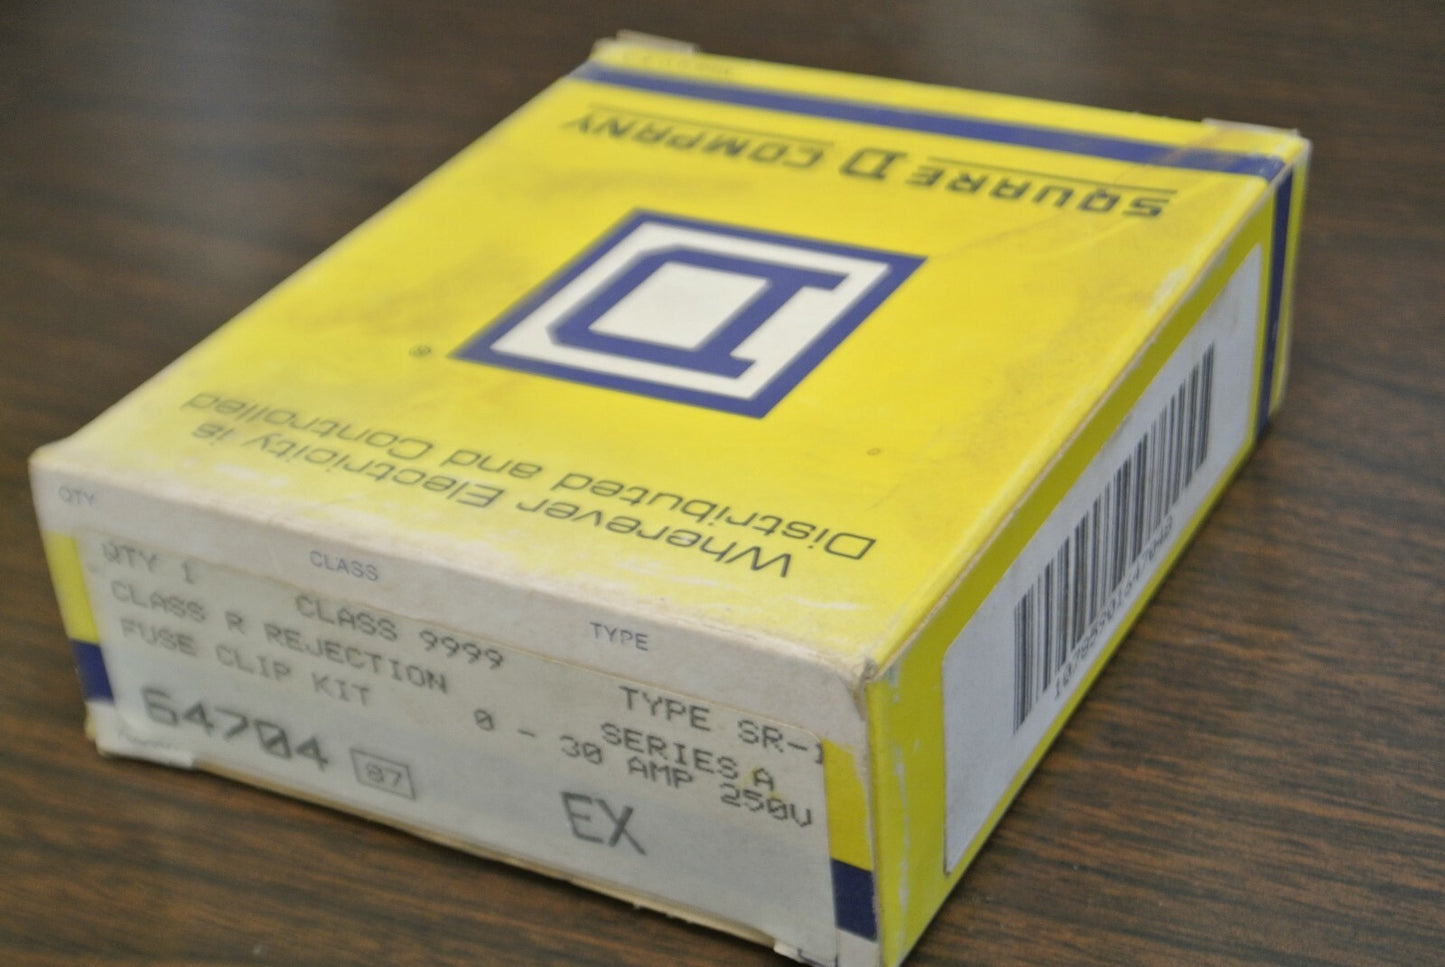 SQUARE D COMPANY
D
®
Wherever Electricity is
Distributed and Controlled
QTY
CLASS
TYPE
QTY 1
CLASS 9999
TYPE SR-1
CLASS R REJECTION
SERIES A
FUSE CLIP KIT
0 - 30 AMP 250V
64704
87
EX